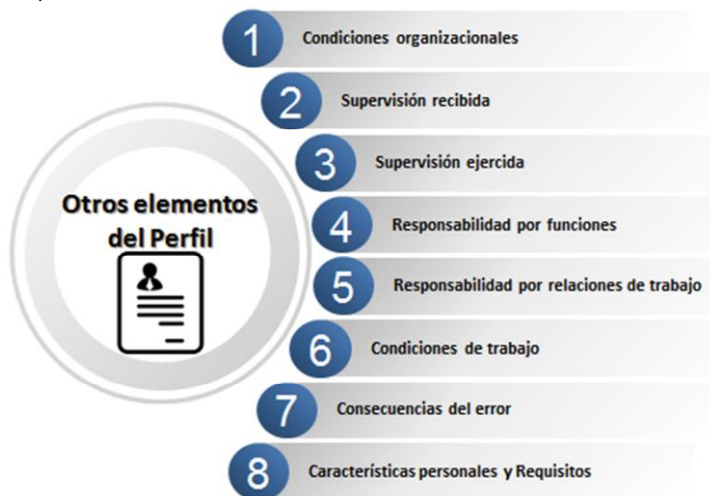 Otros elementos
del Perfil
1 Condiciones organizacionales
2 Supervisión recibida
3 Supervisión ejercida
4 Responsabilidad por funciones
5 Responsabilidad por relaciones de trabajo
6 Condiciones de trabajo
7 Consecuencias del error
8 Características personales y Requisitos